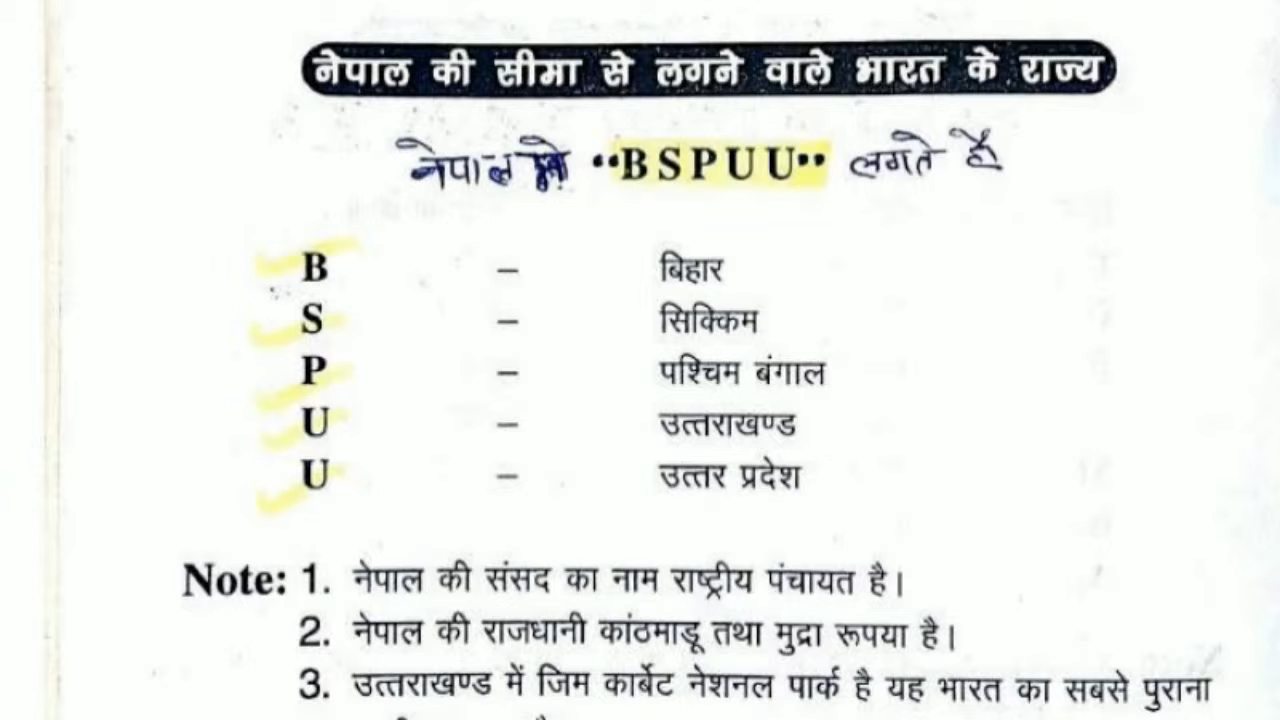 नेपाल की सीमा से लगने वाले भारत के राज्य
नेपाल से “BSPUU” लगते है
B – बिहार
S – सिक्किम
P – पश्चिम बंगाल
U – उत्तराखण्ड
U – उत्तर प्रदेश
Note: 1. नेपाल की संसद का नाम राष्ट्रीय पंचायत है।
2. नेपाल की राजधानी कांठमाडू तथा मुद्रा रूपया है।
3. उत्तराखण्ड में जिम कार्बेट नेशनल पार्क है यह भारत का सबसे पुराना